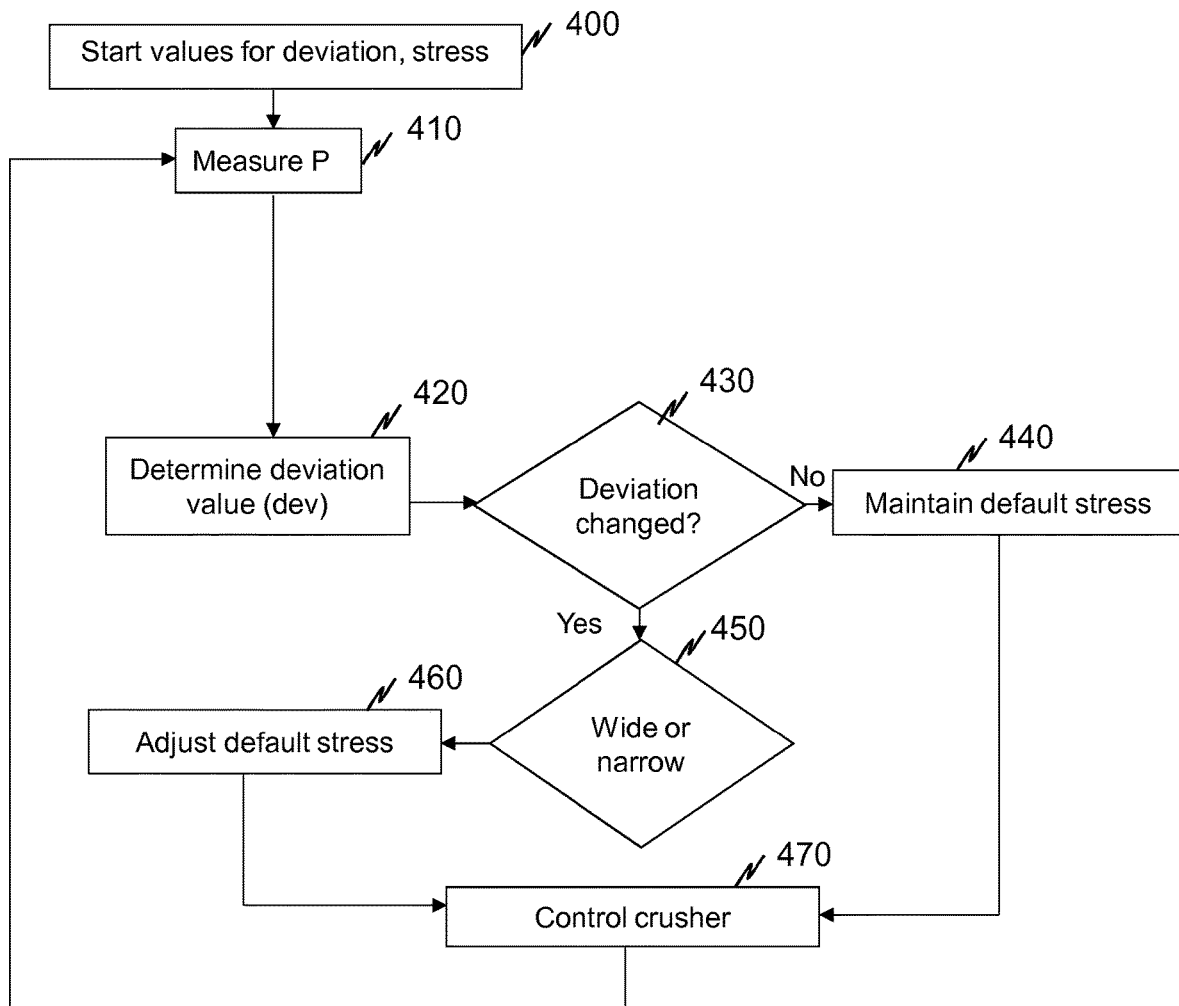 Start values for deviation, stress
400
Measure P
410
420
Determine deviation
value (dev)
430
Deviation
changed?
No
440
Maintain default stress
Yes
450
Wide or
narrow
460
Adjust default stress
470
Control crusher